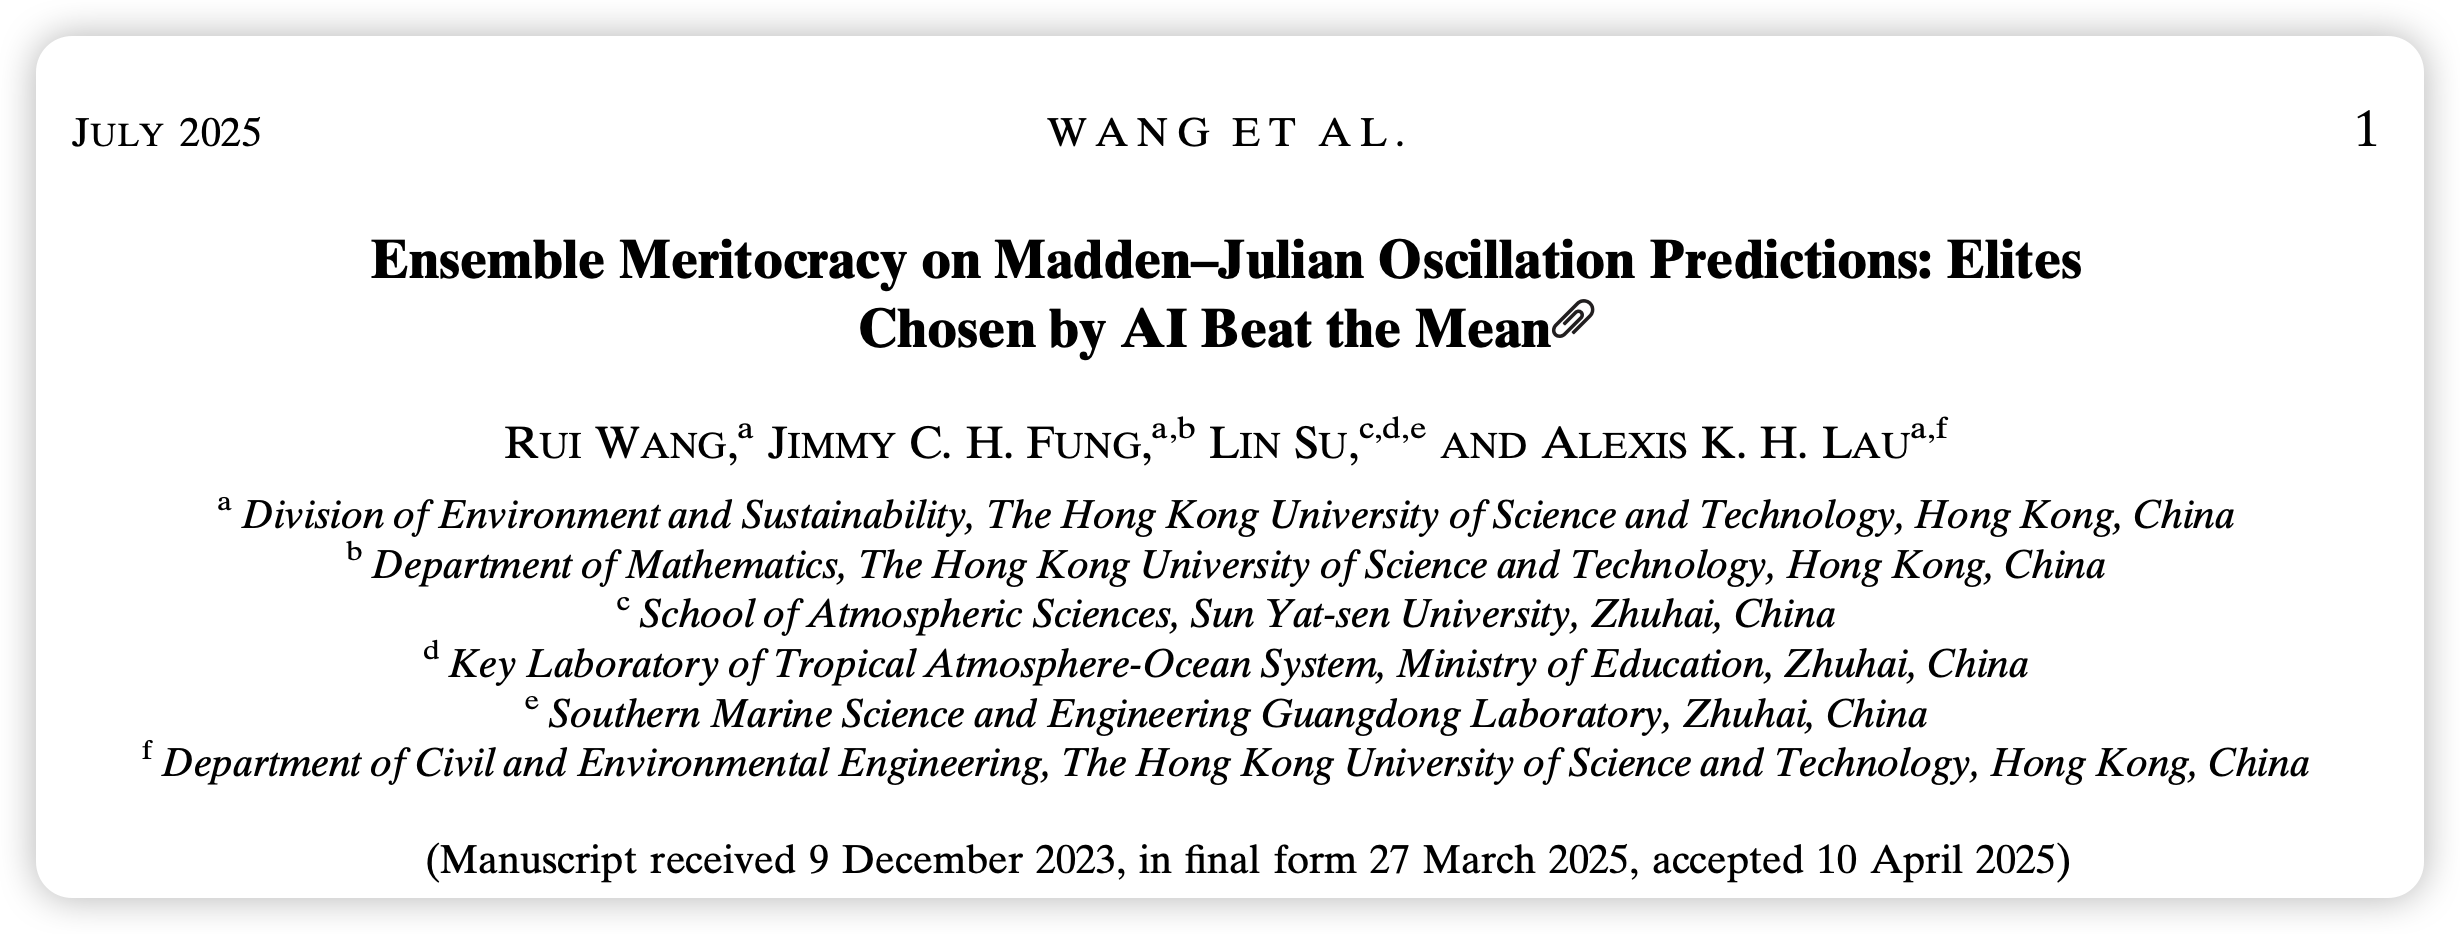 JULY 2025
WANG ET AL.
1
Ensemble Meritocracy on Madden–Julian Oscillation Predictions: Elites
Chosen by AI Beat the Mean
RUI WANG,a JIMMY C. H. FUNG,a,b LIN SU,c,d,e AND ALEXIS K. H. LAUa,f
a Division of Environment and Sustainability, The Hong Kong University of Science and Technology, Hong Kong, China
b Department of Mathematics, The Hong Kong University of Science and Technology, Hong Kong, China
c School of Atmospheric Sciences, Sun Yat-sen University, Zhuhai, China
d Key Laboratory of Tropical Atmosphere-Ocean System, Ministry of Education, Zhuhai, China
e Southern Marine Science and Engineering Guangdong Laboratory, Zhuhai, China
f Department of Civil and Environmental Engineering, The Hong Kong University of Science and Technology, Hong Kong, China
(Manuscript received 9 December 2023, in final form 27 March 2025, accepted 10 April 2025)